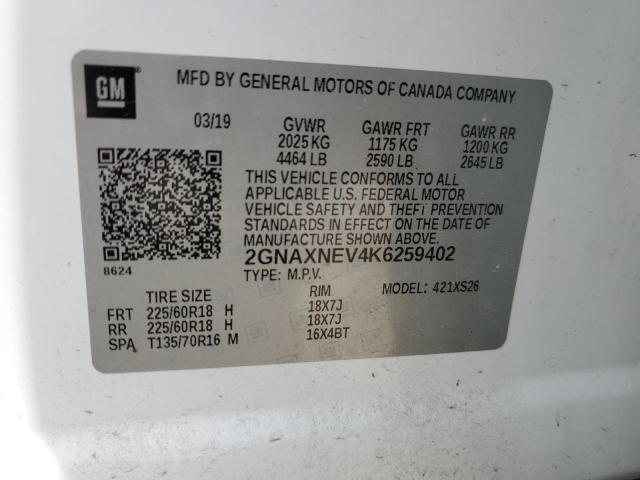 GM
MFD BY GENERAL MOTORS OF CANADA COMPANY
03/19 GVWR GAWR FRT GAWR RR
2025 KG 1175 KG 1200 KG
4464 LB 2590 LB 2645 LB
THIS VEHICLE CONFORMS TO ALL
APPLICABLE U.S. FEDERAL MOTOR
VEHICLE SAFETY AND THEFT PREVENTION
STANDARDS IN EFFECT ON THE DATE OF
MANUFACTURE SHOWN ABOVE.
8624
2GNAXNEV4K6259402
TYPE: M.P.V. MODEL: 421XS26
TIRE SIZE RIM
FRT 225/60R18 H 18X7J
RR 225/60R18 H 18X7J
SPA T135/70R16 M 16X4BT